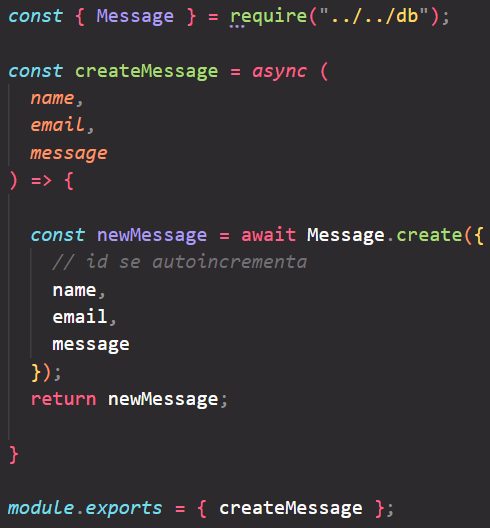 const { Message } = require("../../db");
const createMessage = async (
name,
email,
message
) => {
const newMessage = await Message.create({
// id se autoincrementa
name,
email,
message
});
return newMessage;
}
module.exports = { createMessage };